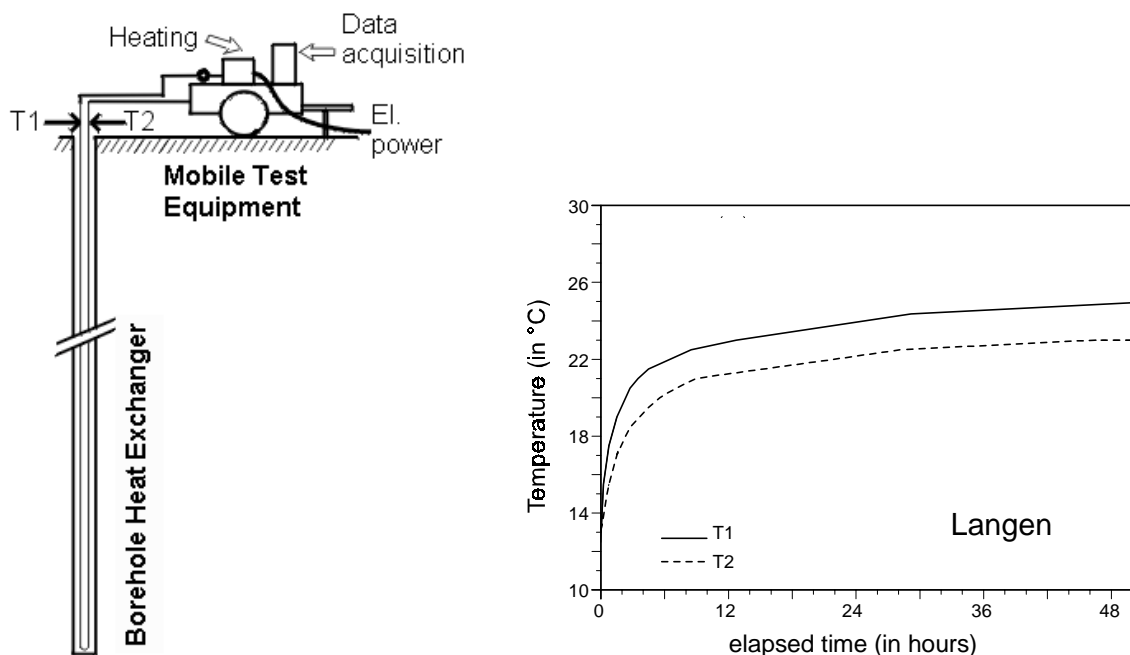 Heating
Data
acquisition
T1
T2
El.
power
Mobile Test
Equipment
Borehole Heat Exchanger
30
26
22
18
14
10
Temperature (in °C)
T1
T2
Langen
0
12
24
36
48
elapsed time (in hours)